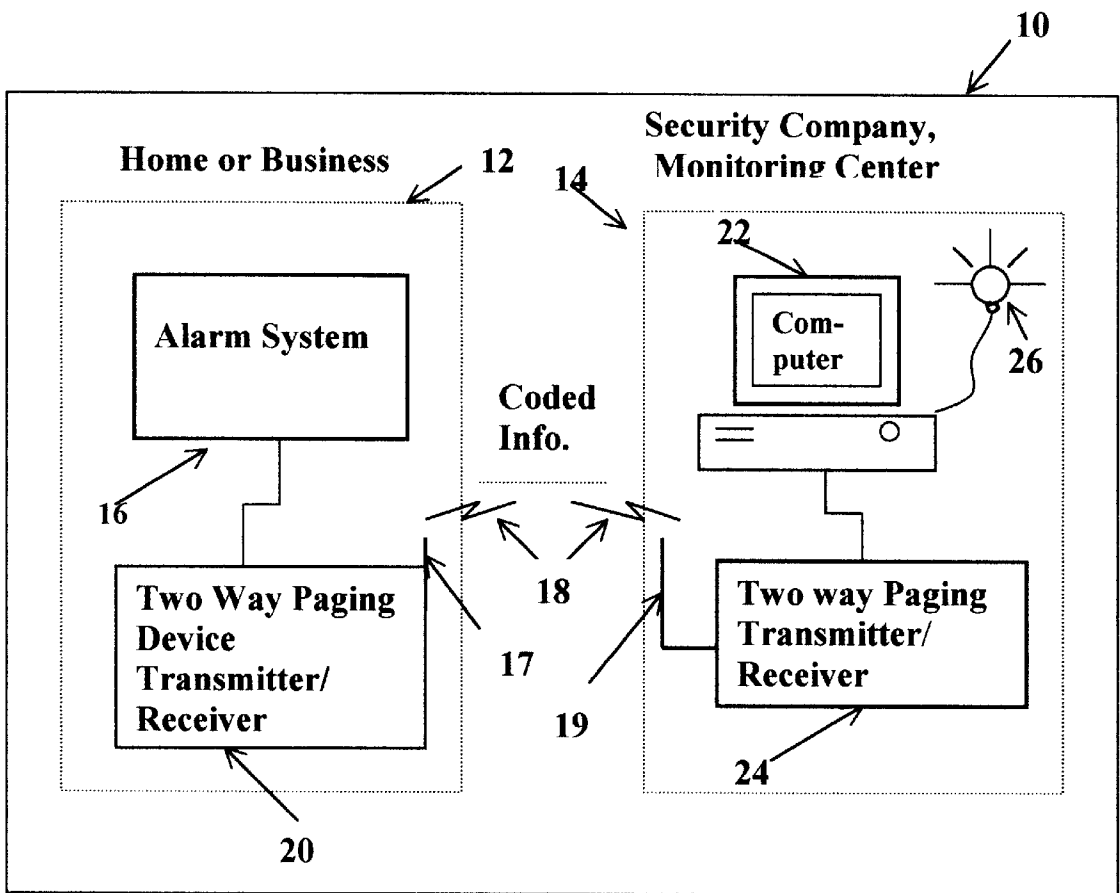 10
Security Company,
Monitoring Center
Home or Business
12
14
22
Alarm System
Com-
puter
26
Coded
Info.
16
18
Two Way Paging
Device
Transmitter/
Receiver
17
19
Two way Paging
Transmitter/
Receiver
24
20